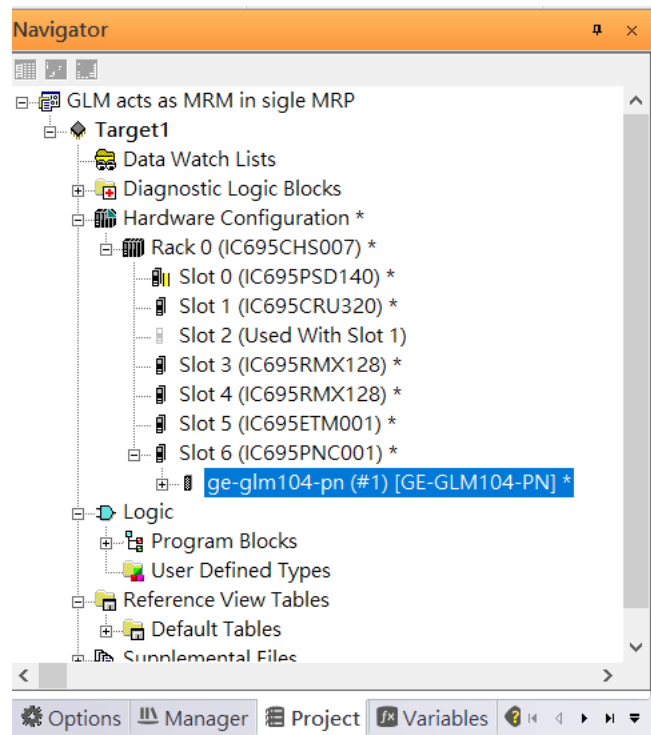 Navigator
GLM acts as MRM in sigle MRP
Target1
Data Watch Lists
Diagnostic Logic Blocks
Hardware Configuration *
Rack 0 (IC695CHS007) *
Slot 0 (IC695PSD140) *
Slot 1 (IC695CRU320) *
Slot 2 (Used With Slot 1)
Slot 3 (IC695RMX128) *
Slot 4 (IC695RMX128) *
Slot 5 (IC695ETM001) *
Slot 6 (IC695PNC001) *
ge-glm104-pn (#1) [GE-GLM104-PN] *
Logic
Program Blocks
User Defined Types
Reference View Tables
Default Tables
Supplemental Files
Options Manager Project Variables